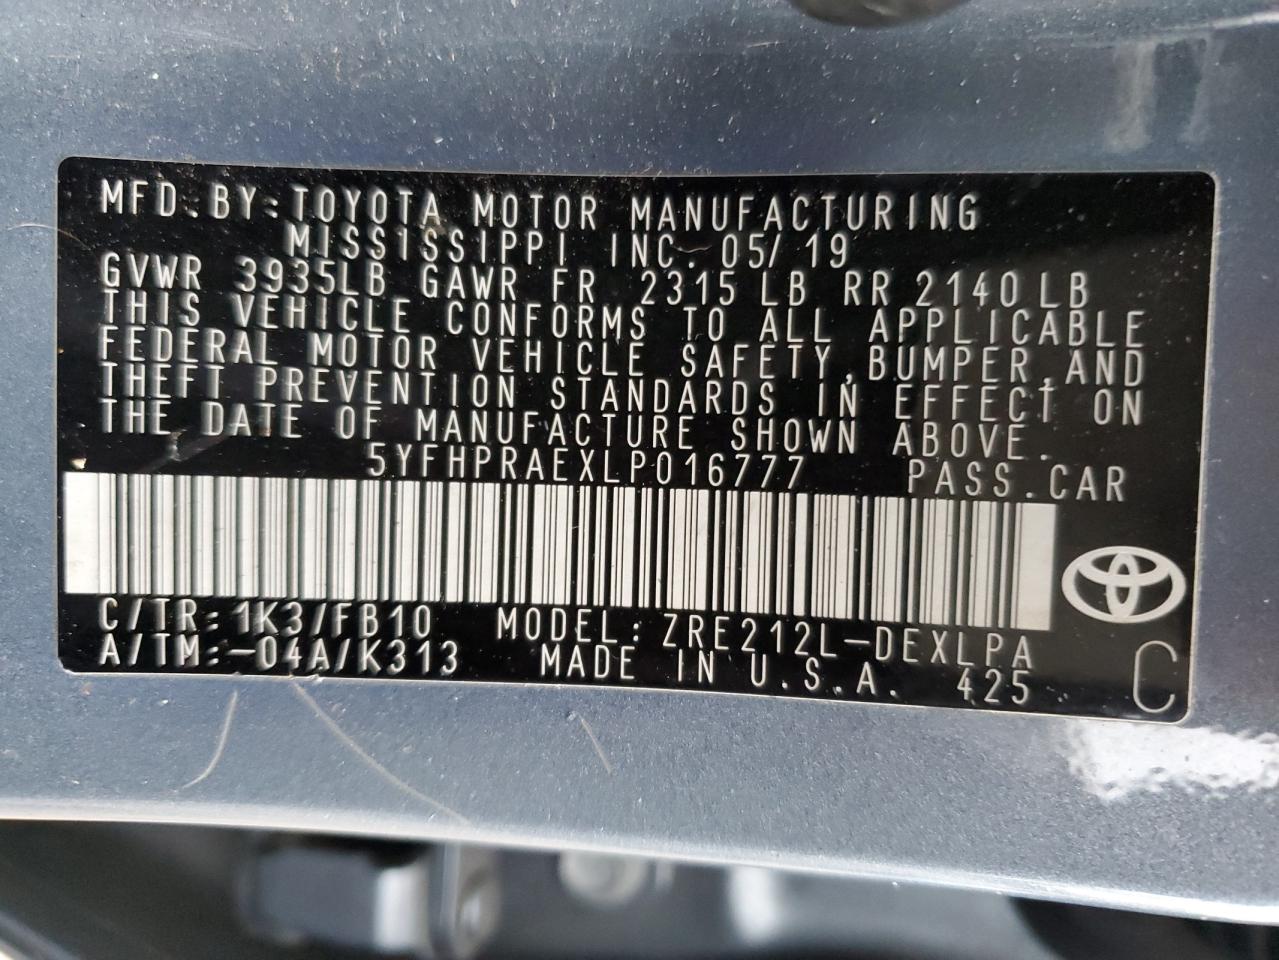 MFD.BY:TOYOTA MOTOR MANUFACTURING
MISSISSIPPI INC. 05/19
GVWR 3935LB GAWR FR 2315LB RR 2140LB
THIS VEHICLE CONFORMS TO ALL APPLICABLE
FEDERAL MOTOR VEHICLE SAFETY,BUMPER,AND
THEFT PREVENTION STANDARDS IN EFFECT ON
THE DATE OF MANUFACTURE SHOWN ABOVE.
5YFHPRAEXLP016777 PASS.CAR
C/TR:1K3/FB10 MODEL:ZRE212L-DEXLPA
A/TM:-04A/K313 MADE IN U.S.A. 425 C